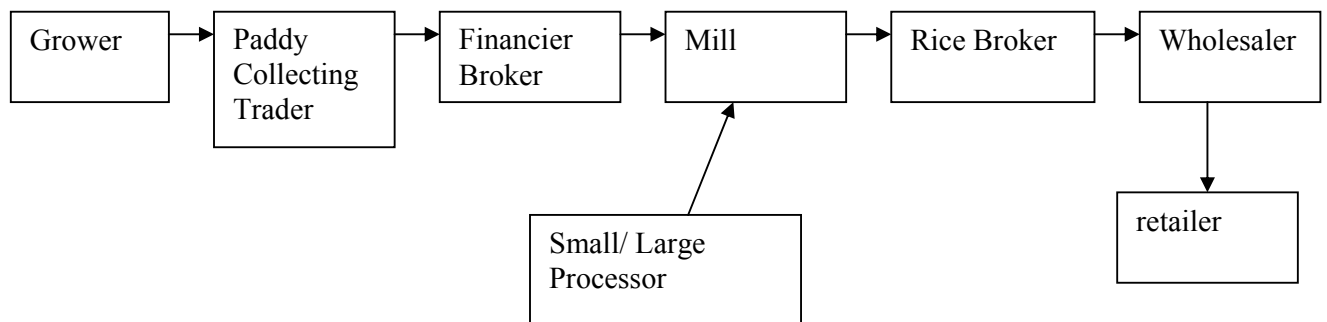 Grower
Paddy
Collecting
Trader
Financier
Broker
Mill
Rice Broker
Wholesaler
Small/ Large
Processor
retailer